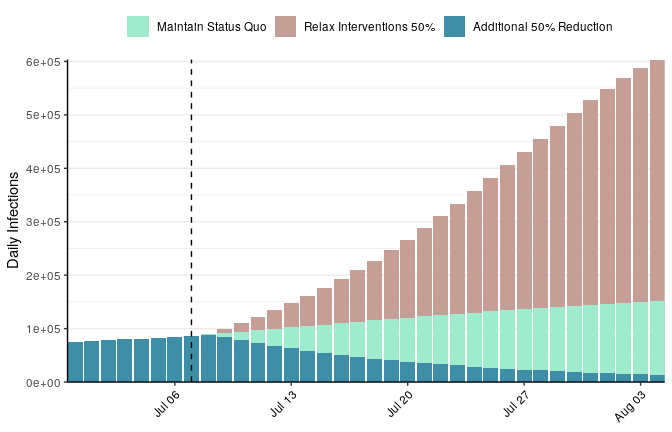 Maintain Status Quo Relax Interventions 50% Additional 50% Reduction
6e+05
5e+05
4e+05
3e+05
2e+05
1e+05
0e+00
Daily Infections
Jul 06 Jul 13 Jul 20 Jul 27 Aug 03